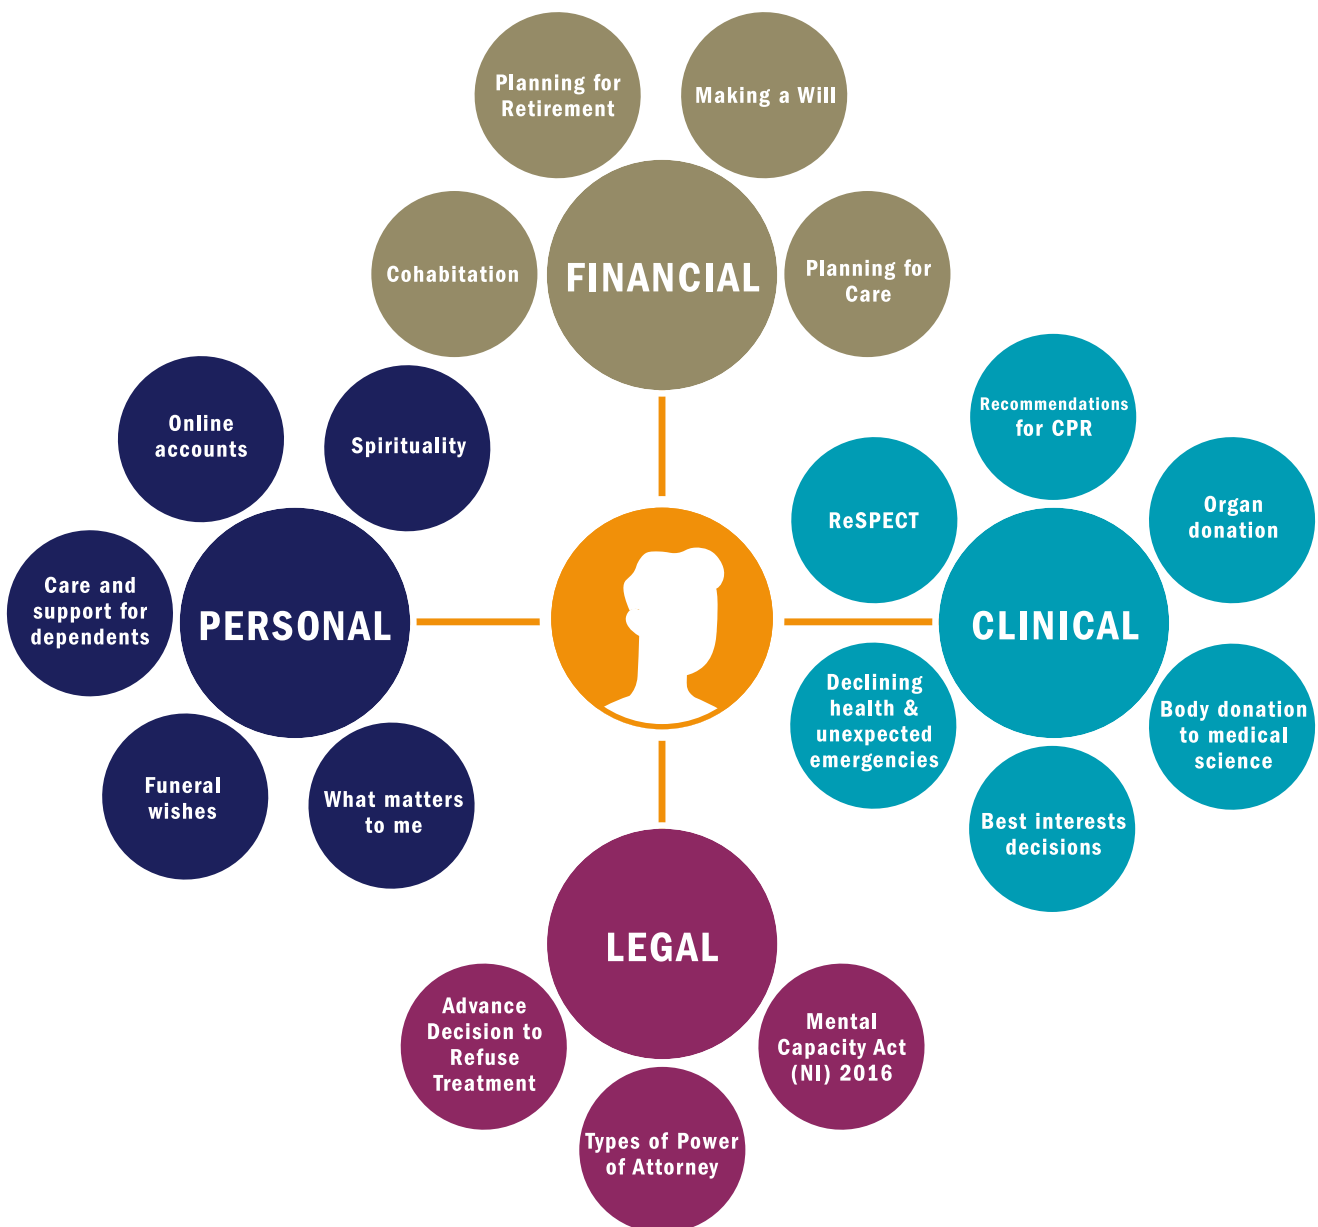 Planning for
Retirement
Making a Will
Cohabitation
FINANCIAL
Planning for
Care
Online
accounts
Spirituality
Care and
support for
dependents
PERSONAL
Funeral
wishes
What matters
to me
Recommendations
for CPR
ReSPECT
Organ
donation
CLINICAL
Declining
health &
unexpected
emergencies
Body donation
to medical
science
Best interests
decisions
LEGAL
Advance
Decision to
Refuse
Treatment
Types of Power
of Attorney
Mental
Capacity Act
(NI) 2016